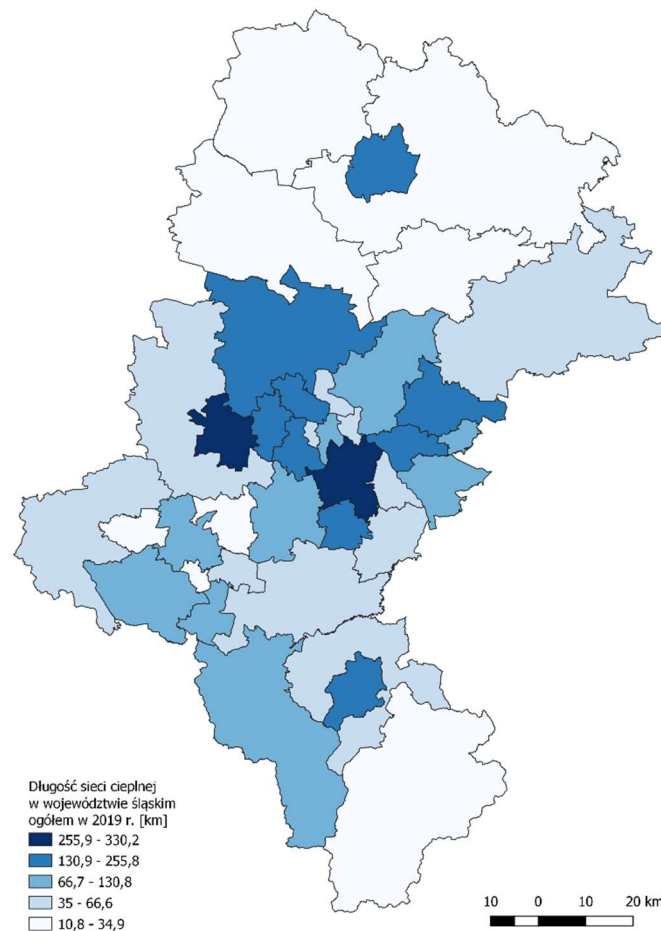 Długość sieci cieplnej
w województwie śląskim
ogółem w 2019 r. [km]
255,9 - 330,2
130,9 - 255,8
66,7 - 130,8
35 - 66,6
10,8 - 34,9
10 0 10 20 km